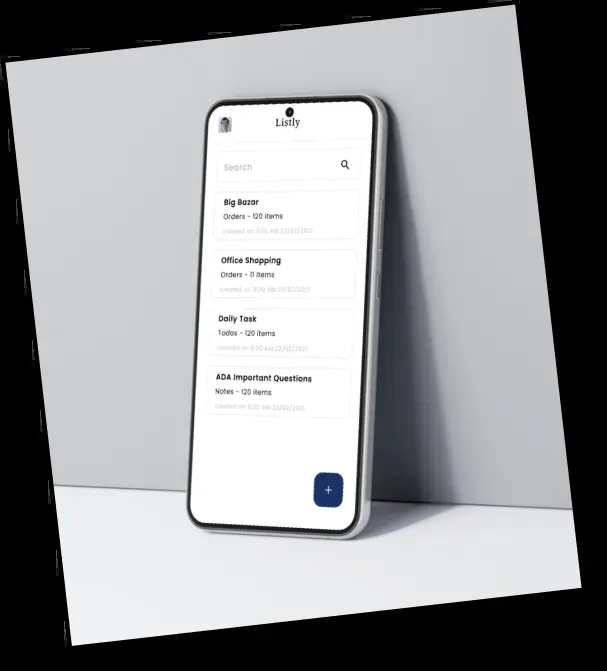 Listly
Search
Big Bazar
Orders - 120 items
created on 9:00 AM 23/02/2021
Office Shopping
Orders - 11 items
created on 9:00 AM 23/02/2021
Daily Task
Todos - 120 items
created on 9:00 AM 23/02/2021
ADA Important Questions
Notes - 120 items
created on 9:00 AM 23/02/2021